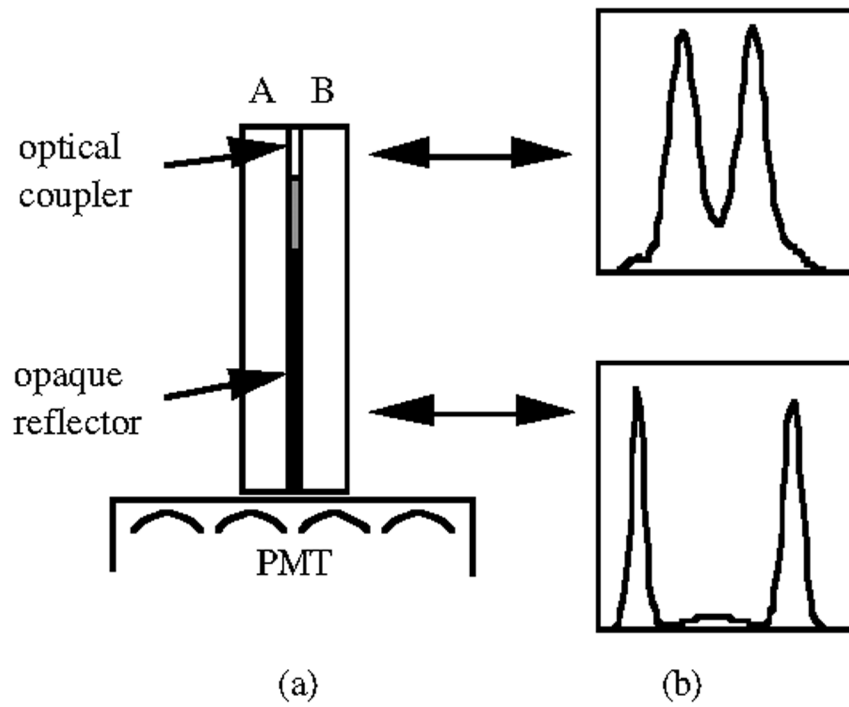 A B
optical
coupler
opaque
reflector
PMT
(a)
(b)